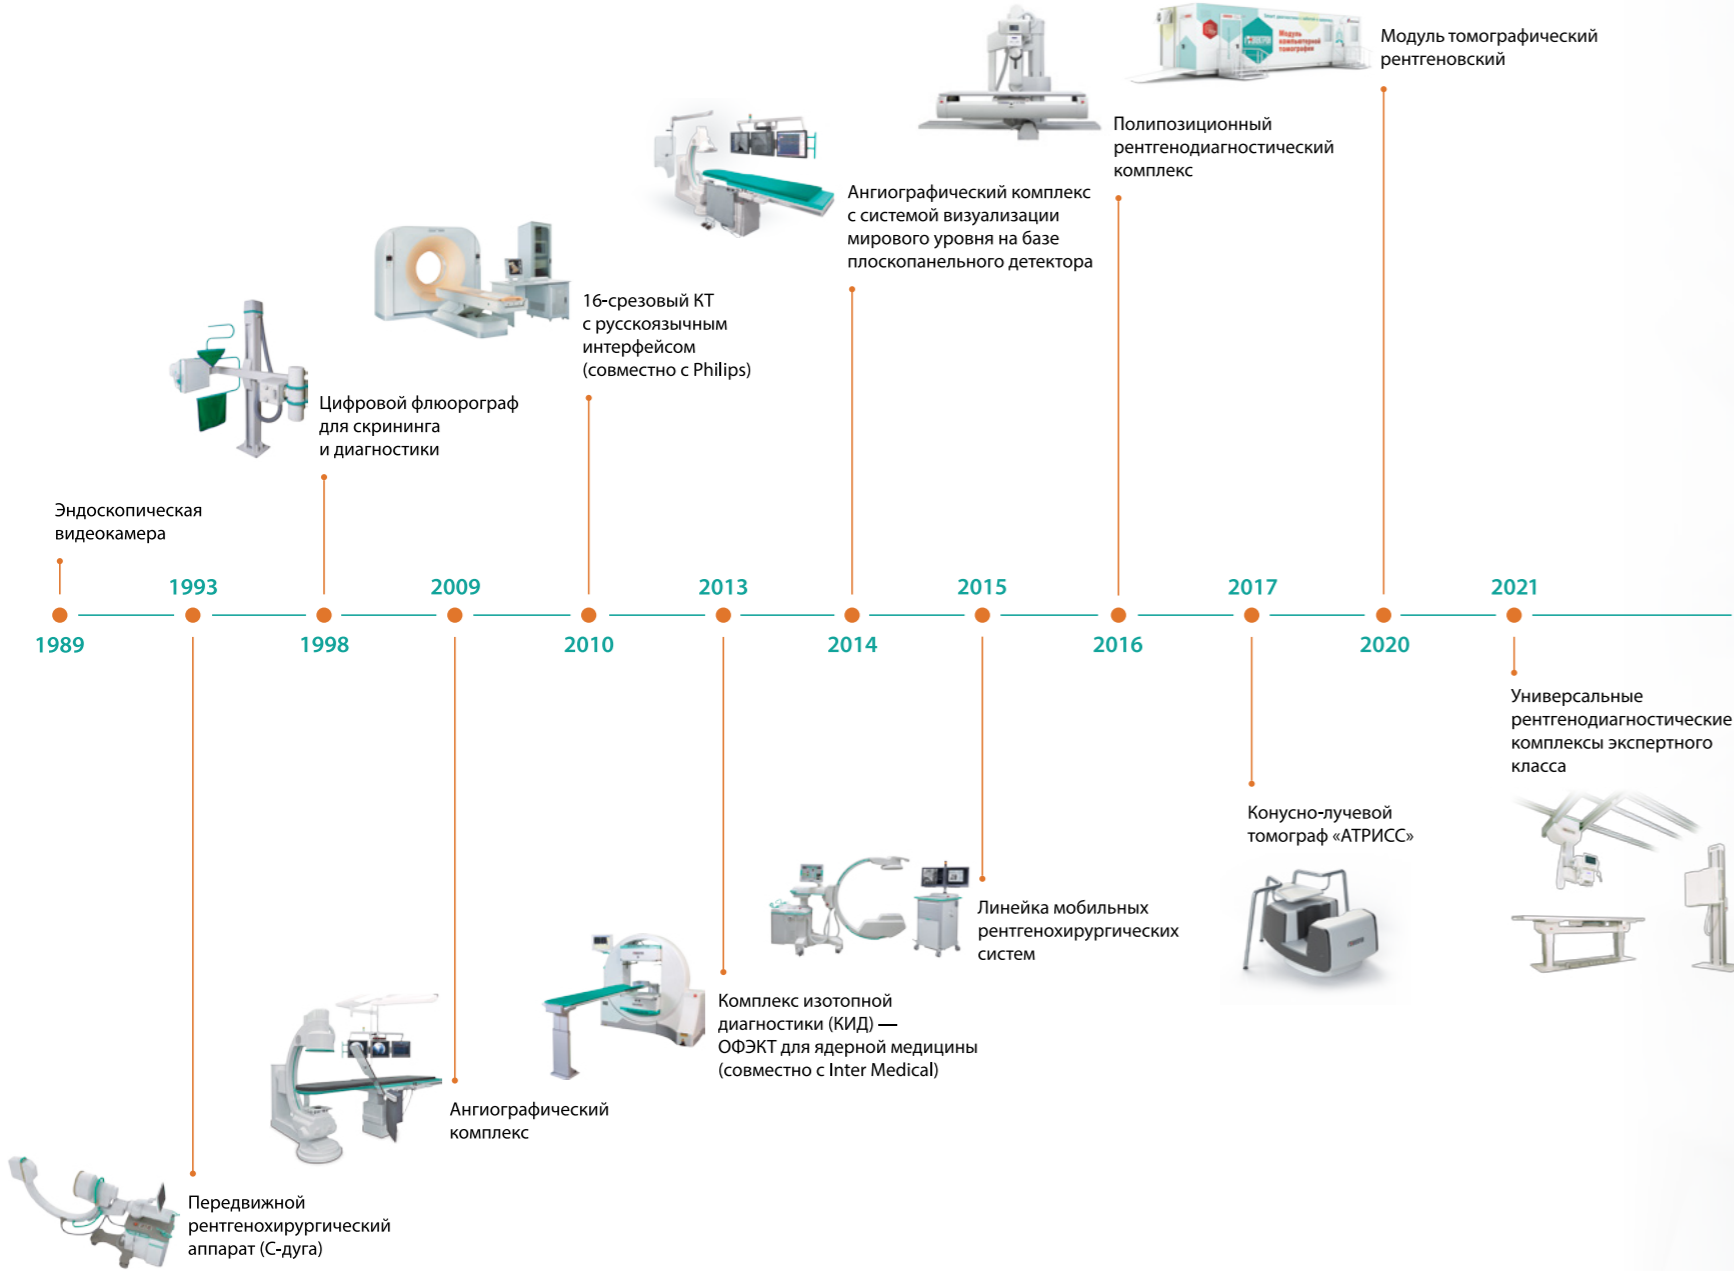 Модуль томографический
рентгеновский
Модуль
компьютерной
томографии
Полипозиционный
рентгенодиагностический
комплекс
Ангиографический комплекс
с системой визуализации
мирового уровня на базе
плоскопанельного детектора
16-срезовый КТ
с русскоязычным
интерфейсом
(совместно с Philips)
Цифровой флюорограф
для скрининга
и диагностики
Эндоскопическая
видеокамера
1993
2009
2013
2015
2017
2021
1989
1998
2010
2014
2016
2020
Универсальные
рентгенодиагностические
комплексы экспертного
класса
Конусно-лучевой
томограф «АТРИСС»
Линейка мобильных
рентгенохирургических
систем
Комплекс изотопной
диагностики (КИД) —
ОФЭКТ для ядерной медицины
(совместно с Inter Medical)
Ангиографический
комплекс
Передвижной
рентгенохирургический
аппарат (С-дуга)